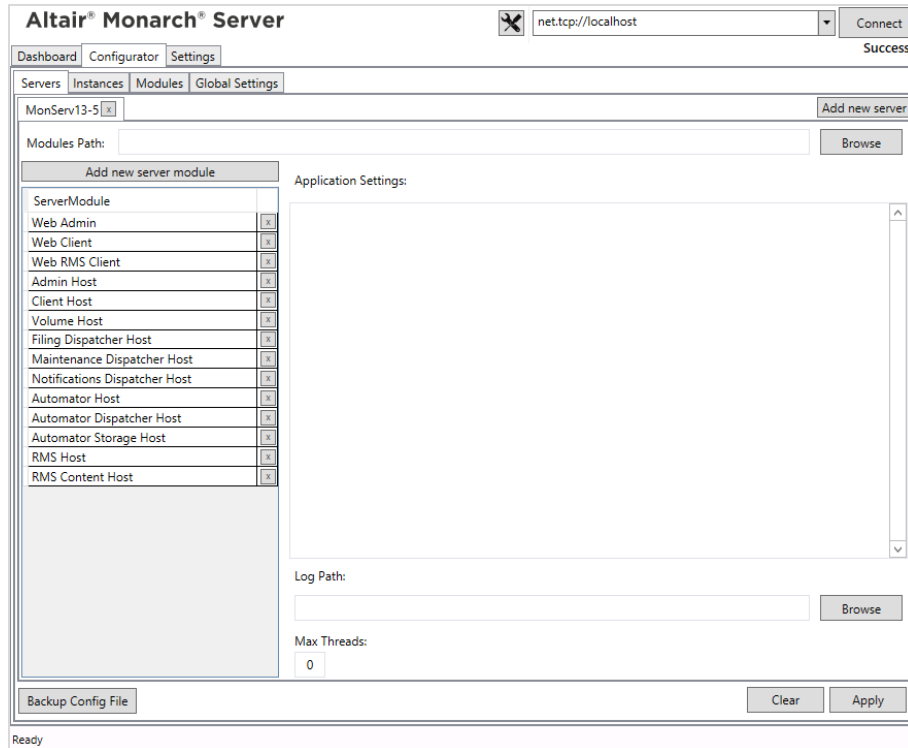 Altair® Monarch® Server
net.tcp://localhost
Connect
Success
Dashboard Configurator Settings
Servers Instances Modules Global Settings
MonServ13-5 x
Add new server
Modules Path:
Browse
Add new server module
Application Settings:
ServerModule
Web Admin x
Web Client x
Web RMS Client x
Admin Host x
Client Host x
Volume Host x
Filing Dispatcher Host x
Maintenance Dispatcher Host x
Notifications Dispatcher Host x
Automator Host x
Automator Dispatcher Host x
Automator Storage Host x
RMS Host x
RMS Content Host x
Log Path:
Browse
Max Threads:
0
Backup Config File
Clear
Apply
Ready